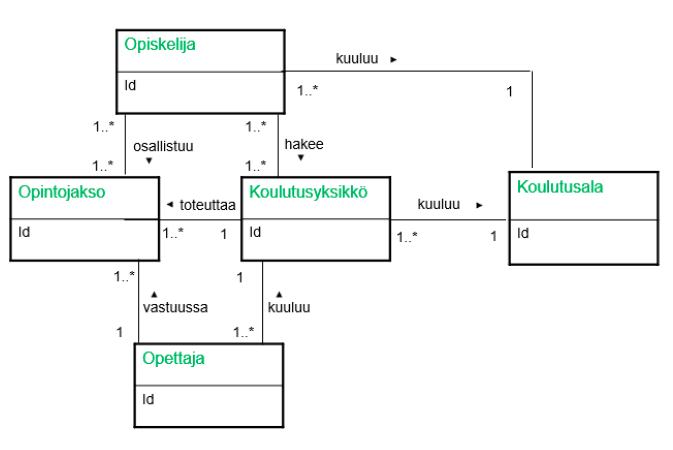 Opiskelija
kuuluu ►
Id
1..*
1
1..*
1..*
osallistuu
▼
hakee
▼
1..*
1..*
Opintojakso
Koulutusyksikkö
Koulutusala
◄ toteuttaa
kuuluu ►
Id
1..*
1
Id
1..*
1
Id
1..*
1
▲
vastuussa
▲
kuuluu
1
1..*
Opettaja
Id